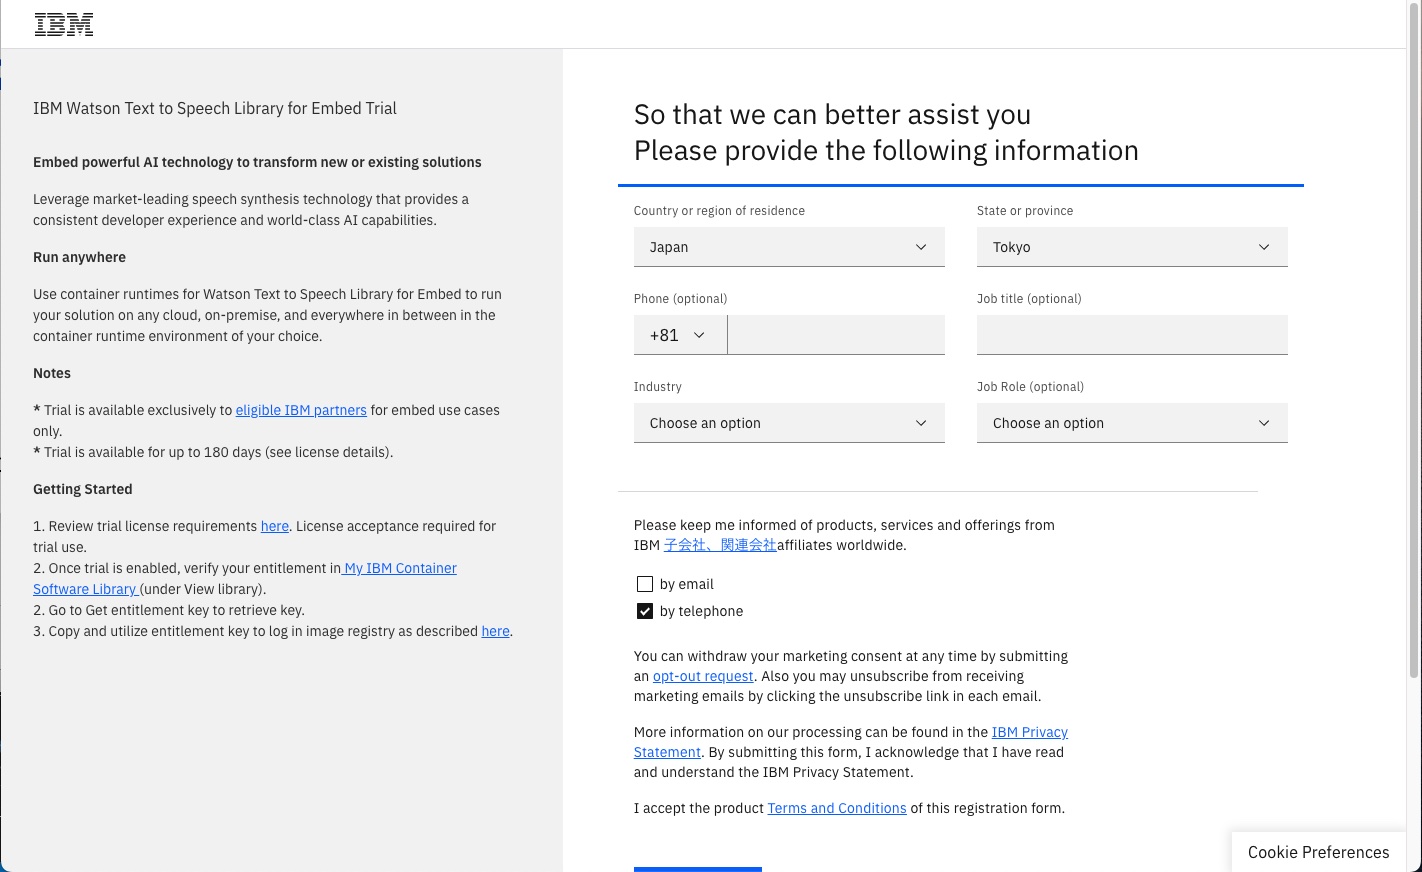 IBM
IBM Watson Text to Speech Library for Embed Trial
Embed powerful AI technology to transform new or existing solutions
Leverage market-leading speech synthesis technology that provides a
consistent developer experience and world-class AI capabilities.
Run anywhere
Use container runtimes for Watson Text to Speech Library for Embed to run
your solution on any cloud, on-premise, and everywhere in between in the
container runtime environment of your choice.
Notes
* Trial is available exclusively to eligible IBM partners for embed use cases
only.
* Trial is available for up to 180 days (see license details).
Getting Started
1. Review trial license requirements here. License acceptance required for
trial use.
2. Once trial is enabled, verify your entitlement in My IBM Container
Software Library (under View library).
2. Go to Get entitlement key to retrieve key.
3. Copy and utilize entitlement key to log in image registry as described here.
So that we can better assist you
Please provide the following information
Country or region of residence
Japan
State or province
Tokyo
Phone (optional)
+81
Job title (optional)
Industry
Choose an option
Job Role (optional)
Choose an option
Please keep me informed of products, services and offerings from
IBM 子会社、関連会社affiliates worldwide.
by email
by telephone
You can withdraw your marketing consent at any time by submitting
an opt-out request. Also you may unsubscribe from receiving
marketing emails by clicking the unsubscribe link in each email.
More information on our processing can be found in the IBM Privacy
Statement. By submitting this form, I acknowledge that I have read
and understand the IBM Privacy Statement.
I accept the product Terms and Conditions of this registration form.
Cookie Preferences